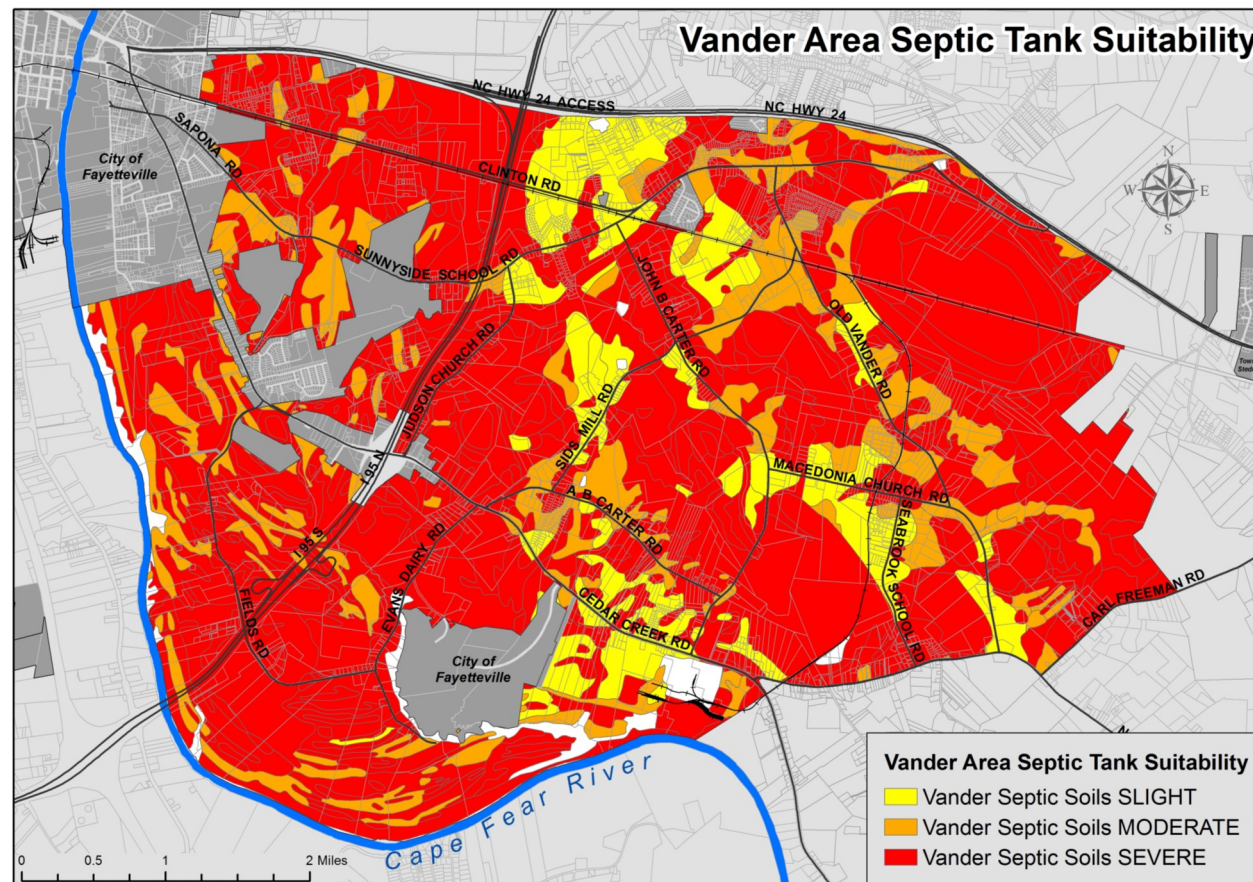 Vander Area Septic Tank Suitability
NC HWY 24 ACCESS
NC HWY 24
SAPONA RD
City of
Fayetteville
CLINTON RD
N
W E
S
SUNNYSIDE SCHOOL RD
JOHN B CARTER RD
OLD VANDER RD
JUDSON CHURCH RD
SIDS MILL RD
I 95 N
MACEDONIA CHURCH RD
A B CARTER RD
SEABROOK SCHOOL RD
I 95 S
EVANS DAIRY RD
FIELDS RD
CEDAR CREEK RD
CARL FREEMAN RD
City of
Fayetteville
Cape Fear River
Vander Area Septic Tank Suitability
Vander Septic Soils SLIGHT
Vander Septic Soils MODERATE
Vander Septic Soils SEVERE
0 0.5 1 2 Miles